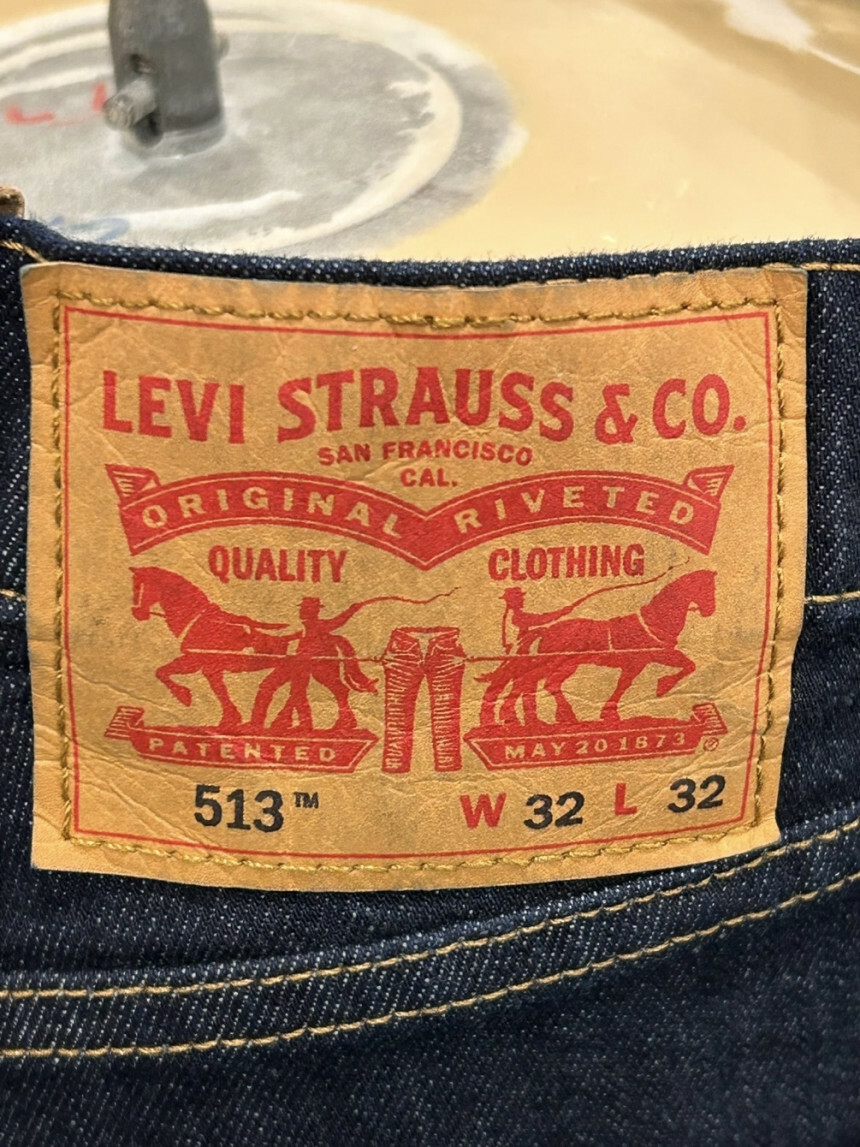 LEVI STRAUSS & CO.
SAN FRANCISCO
CAL.
ORIGINAL RIVETED
QUALITY CLOTHING
PATENTED MAY 20 1873 ®
513™ W 32 L 32